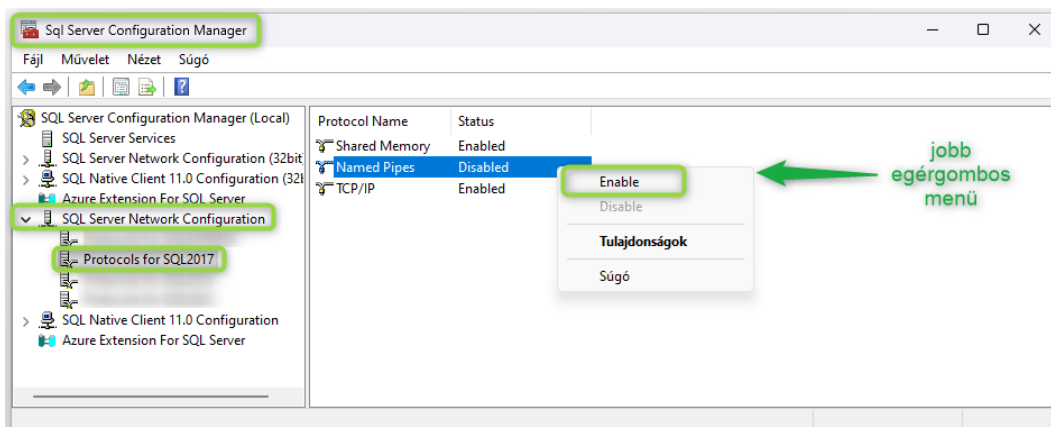 Sql Server Configuration Manager
Fájl Művelet Nézet Súgó
SQL Server Configuration Manager (Local)
SQL Server Services
SQL Server Network Configuration (32bit
SQL Native Client 11.0 Configuration (32
Azure Extension For SQL Server
SQL Server Network Configuration
Protocols for SQL2017
SQL Native Client 11.0 Configuration
Azure Extension For SQL Server
Protocol Name Status
Shared Memory Enabled
Named Pipes Disabled
TCP/IP Enabled
Enable
Disable
Tulajdonságok
Súgó
jobb
egérgombos
menü